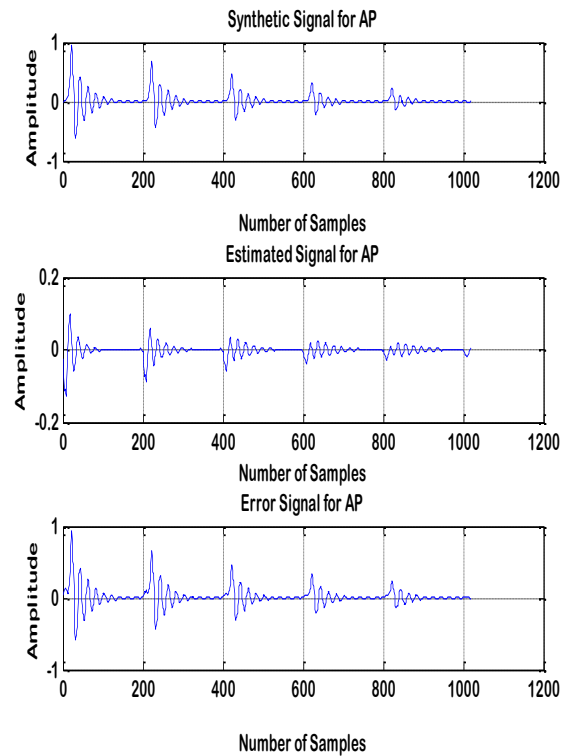 Synthetic Signal for AP
1
0
-1
Amplitude
0 200 400 600 800 1000 1200
Number of Samples
Estimated Signal for AP
0.2
0
-0.2
Amplitude
0 200 400 600 800 1000 1200
Number of Samples
Error Signal for AP
1
0
-1
Amplitude
0 200 400 600 800 1000 1200
Number of Samples